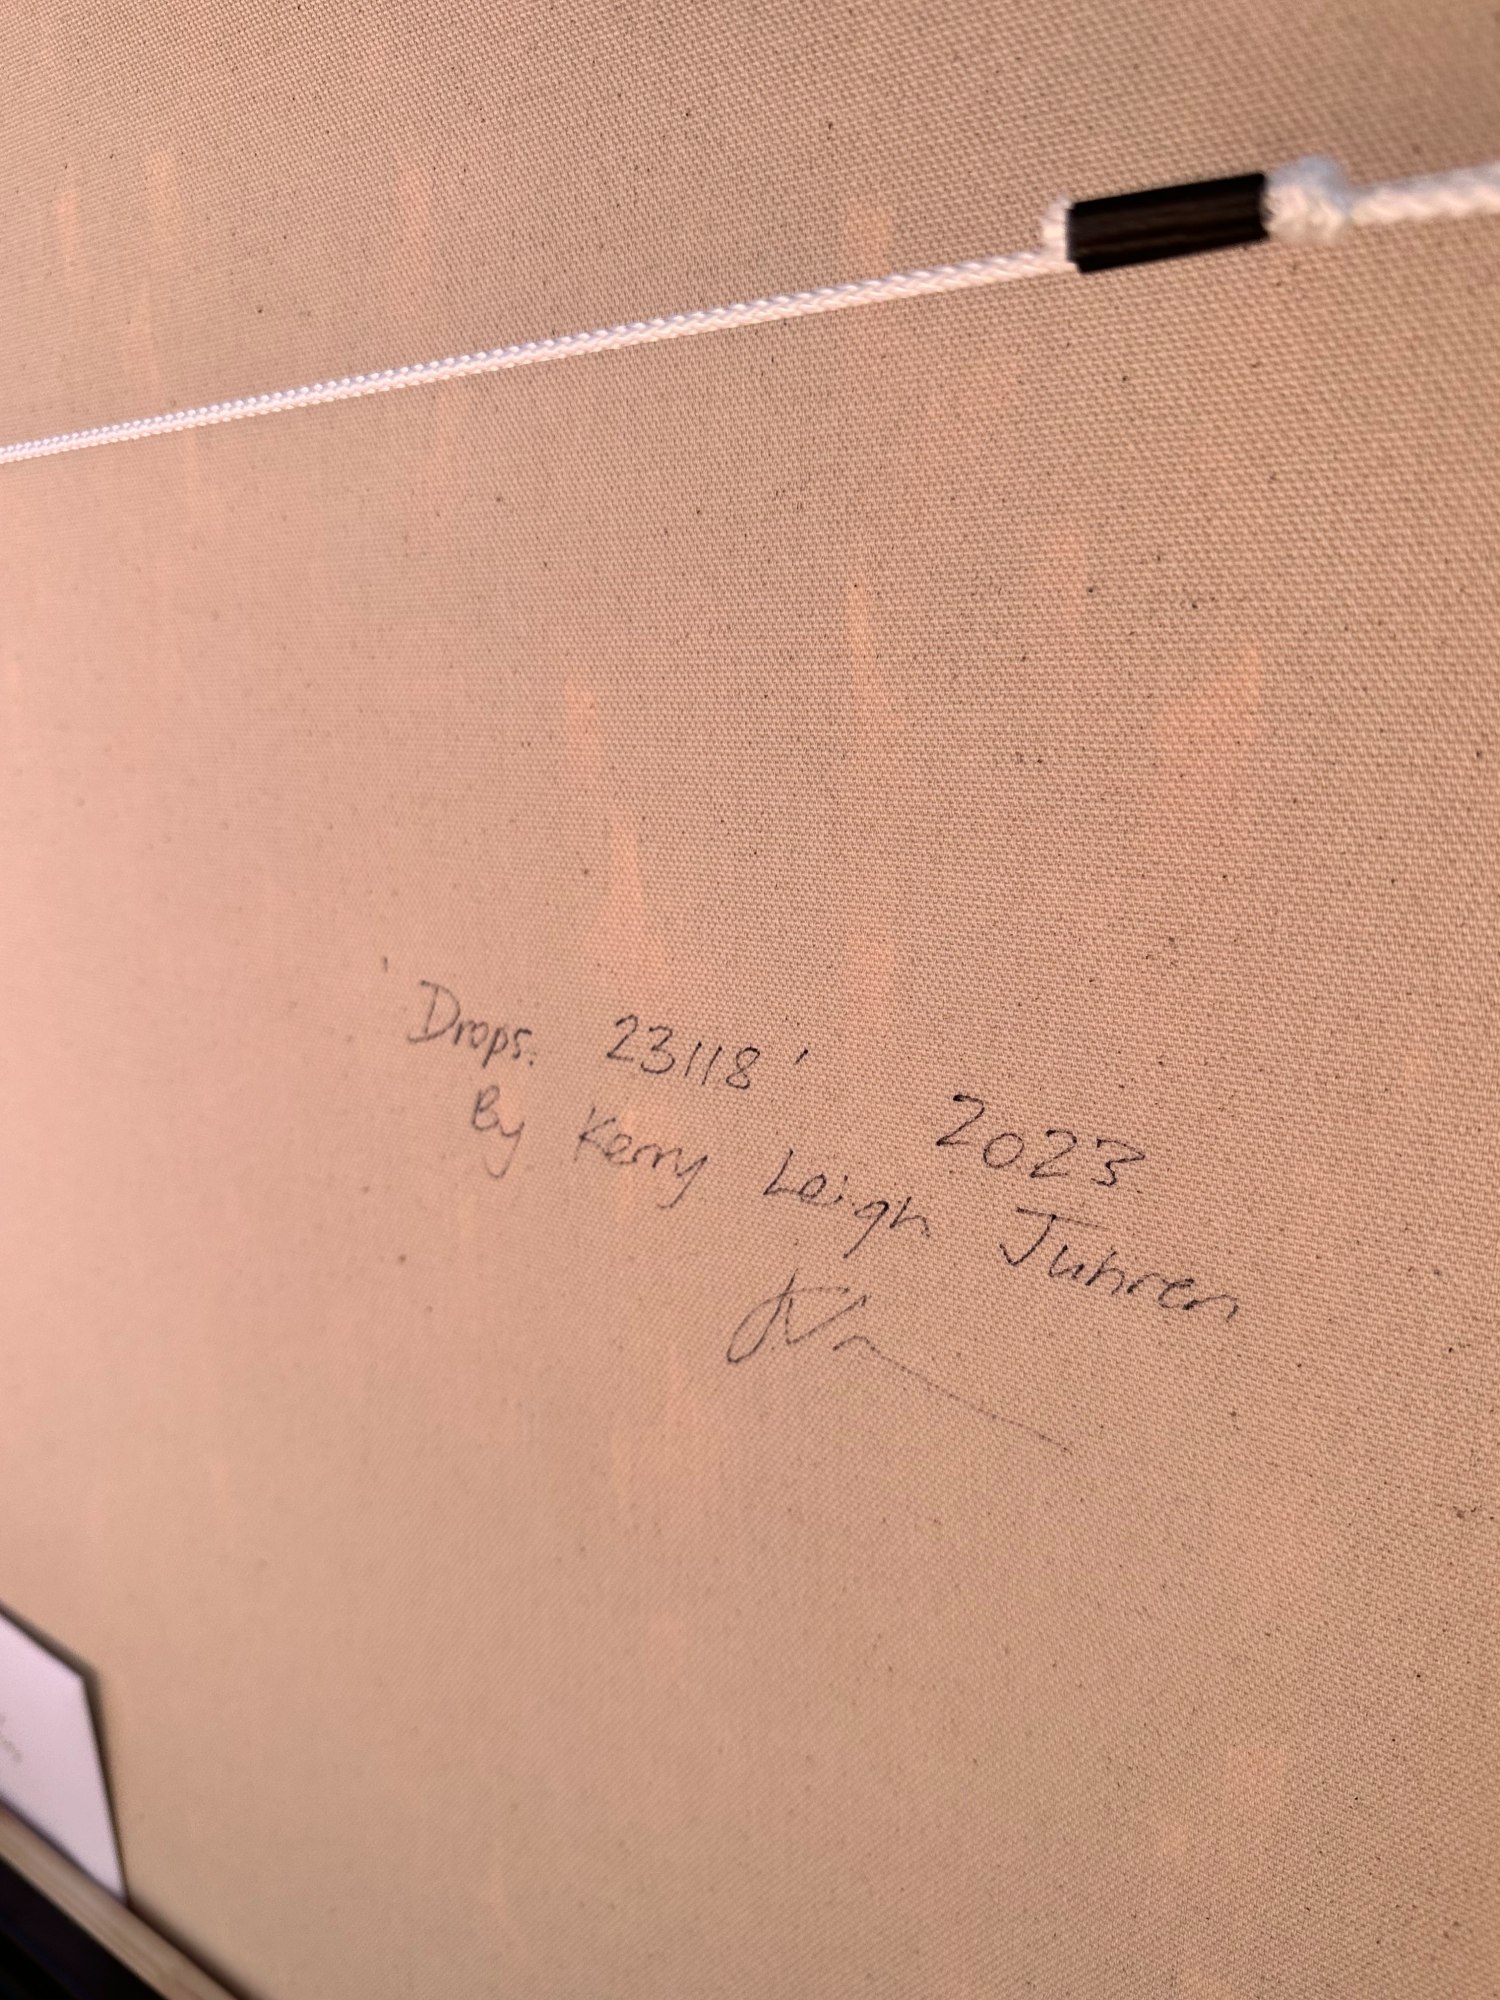 'Drops. 23118' 2023.
By Kerry Leigh Juhren